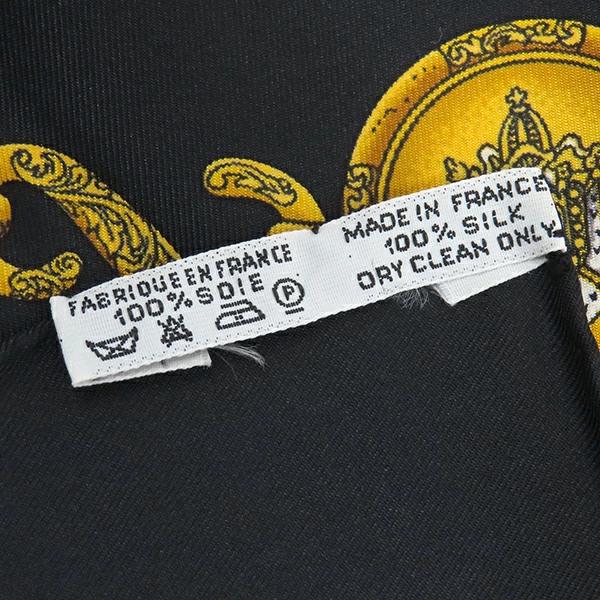 FABRIQUE EN FRANCE
100% SOIE
P
MADE IN FRANCE
100% SILK
DRY CLEAN ONLY